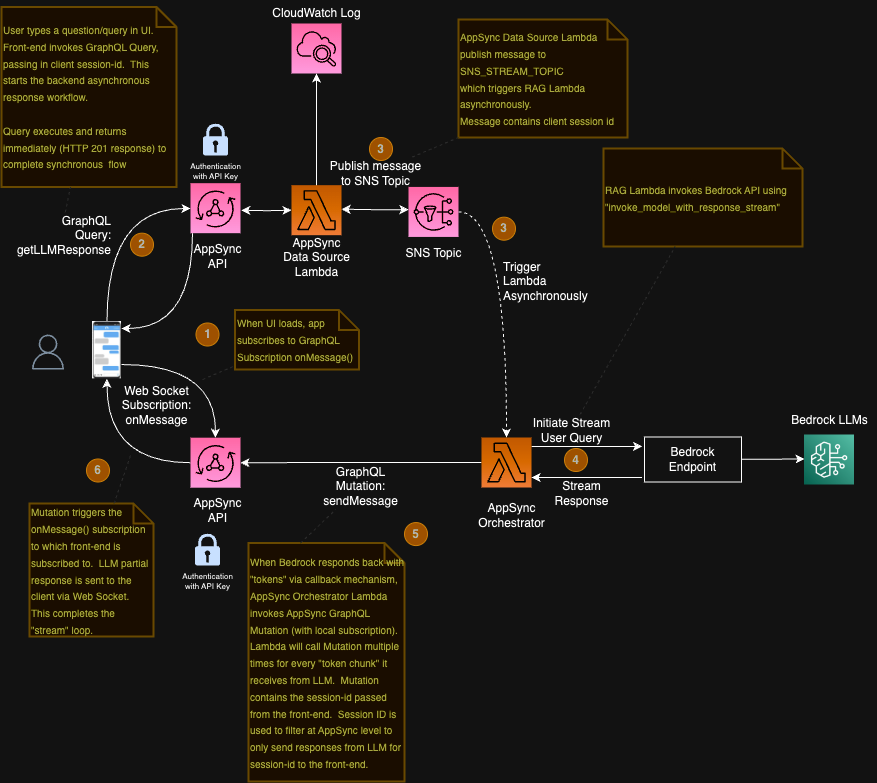 CloudWatch Log
User types a question/query in UI.
Front-end invokes GraphQL Query,
passing in client session-id.  This
starts the backend asynchronous
response workflow.
Query executes and returns
immediately (HTTP 201 response) to
complete synchronous  flow
AppSync Data Source Lambda
publish message to
SNS_STREAM_TOPIC
which triggers RAG Lambda
asynchronously.
Message contains client session id
Authentication
with API Key
3
Publish message
to SNS Topic
RAG Lambda invokes Bedrock API using
"invoke_model_with_response_stream"
GraphQL
Query:
getLLMResponse
2
AppSync
API
AppSync
Data Source
Lambda
SNS Topic
3
Trigger
Lambda
Asynchronously
1
When UI loads, app
subscribes to GraphQL
Subscription onMessage()
Web Socket
Subscription:
onMessage
Initiate Stream
User Query
4
Stream
Response
Bedrock
Endpoint
Bedrock LLMs
6
AppSync
API
GraphQL
Mutation:
sendMessage
AppSync
Orchestrator
Authentication
with API Key
5
Mutation triggers the
onMessage() subscription
to which front-end is
subscribed to.  LLM partial
response is sent to the
client via Web Socket.
This completes the
"stream" loop.
When Bedrock responds back with
"tokens" via callback mechanism,
AppSync Orchestrator Lambda
invokes AppSync GraphQL
Mutation (with local subscription).
Lambda will call Mutation multiple
times for every "token chunk" it
receives from LLM.  Mutation
contains the session-id passed
from the front-end.  Session ID is
used to filter at AppSync level to
only send responses from LLM for
session-id to the front-end.